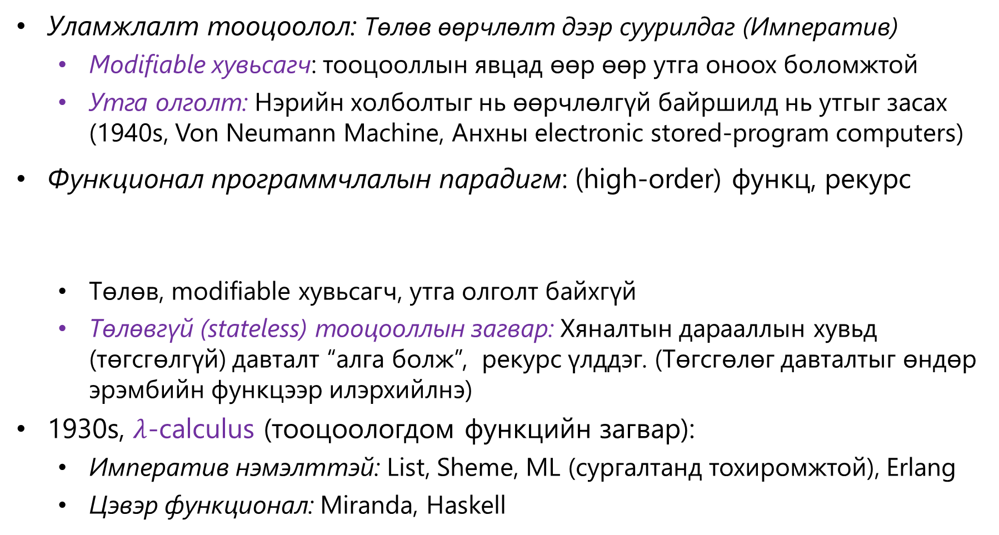 • Уламжлалт тооцоолол: Төлөв өөрчлөлт дээр суурилдаг (Императив)
• Modifiable хувьсагч: тооцооллын явцад өөр өөр утга оноох боломжтой
• Утга олголт: Нэрийн холболтыг нь өөрчлөлгүй байршилд нь утгыг засах
(1940s, Von Neumann Machine, Анхны electronic stored-program computers)
• Функционал программчлалын парадигм: (high-order) функц, рекурс
• Төлөв, modifiable хувьсагч, утга олголт байхгүй
• Төлөвгүй (stateless) тооцооллын загвар: Хяналтын дарааллын хувьд
(төгсгөлгүй) давталт “алга болж”, рекурс үлддэг. (Төгсгөлөг давталтыг өндөр
эрэмбийн функцээр илэрхийлнэ)
• 1930s, λ-calculus (тооцоологдом функцийн загвар):
• Императив нэмэлттэй: List, Sheme, ML (сургалтанд тохиромжтой), Erlang
• Цэвэр функционал: Miranda, Haskell